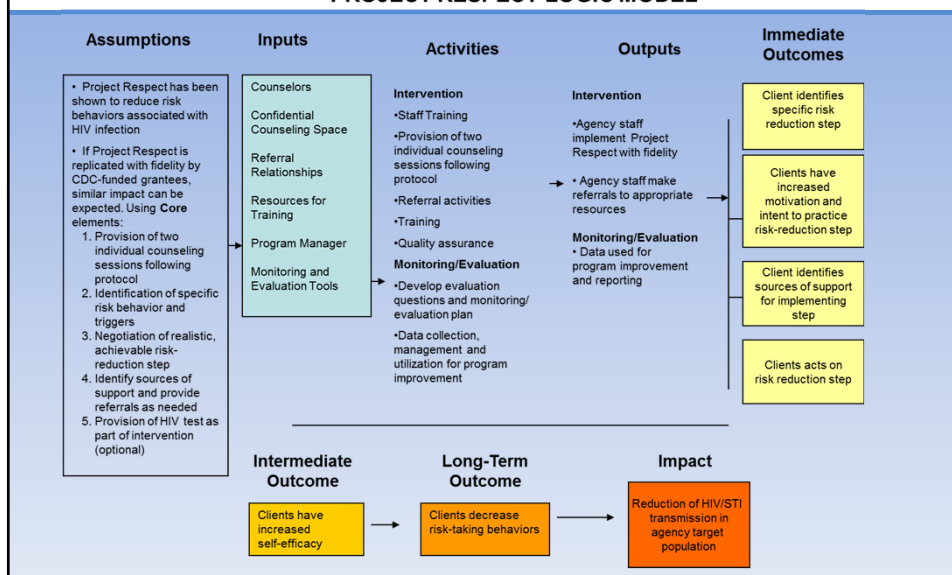 PROJECT RESPECT LOGIC MODEL
Assumptions
• Project Respect has been
shown to reduce risk
behaviors associated with
HIV infection
• If Project Respect is
replicated with fidelity by
CDC-funded grantees,
similar impact can be
expected. Using Core
elements:
1. Provision of two
individual counseling
sessions following
protocol
2. Identification of specific
risk behavior and
triggers
3. Negotiation of realistic,
achievable risk-
reduction step
4. Identify sources of
support and provide
referrals as needed
5. Provision of HIV test as
part of intervention
(optional)
Inputs
Counselors
Confidential
Counseling Space
Referral
Relationships
Resources for
Training
Program Manager
Monitoring and
Evaluation Tools
Activities
Intervention
•Staff Training
•Provision of two
individual counseling
sessions following
protocol
•Referral activities
•Training
•Quality assurance
Monitoring/Evaluation
•Develop evaluation
questions and monitoring/
evaluation plan
•Data collection,
management and
utilization for program
improvement
Outputs
Intervention
•Agency staff
implement Project
Respect with fidelity
• Agency staff make
referrals to appropriate
resources
Monitoring/Evaluation
• Data used for
program improvement
and reporting
Immediate
Outcomes
Client identifies
specific risk
reduction step
Clients have
increased
motivation and
intent to practice
risk-reduction step
Client identifies
sources of support
for implementing
step
Clients acts on
risk reduction step
Intermediate
Outcome
Clients have
increased
self-efficacy
Long-Term
Outcome
Clients decrease
risk-taking behaviors
Impact
Reduction of HIV/STI
transmission in
agency target
population